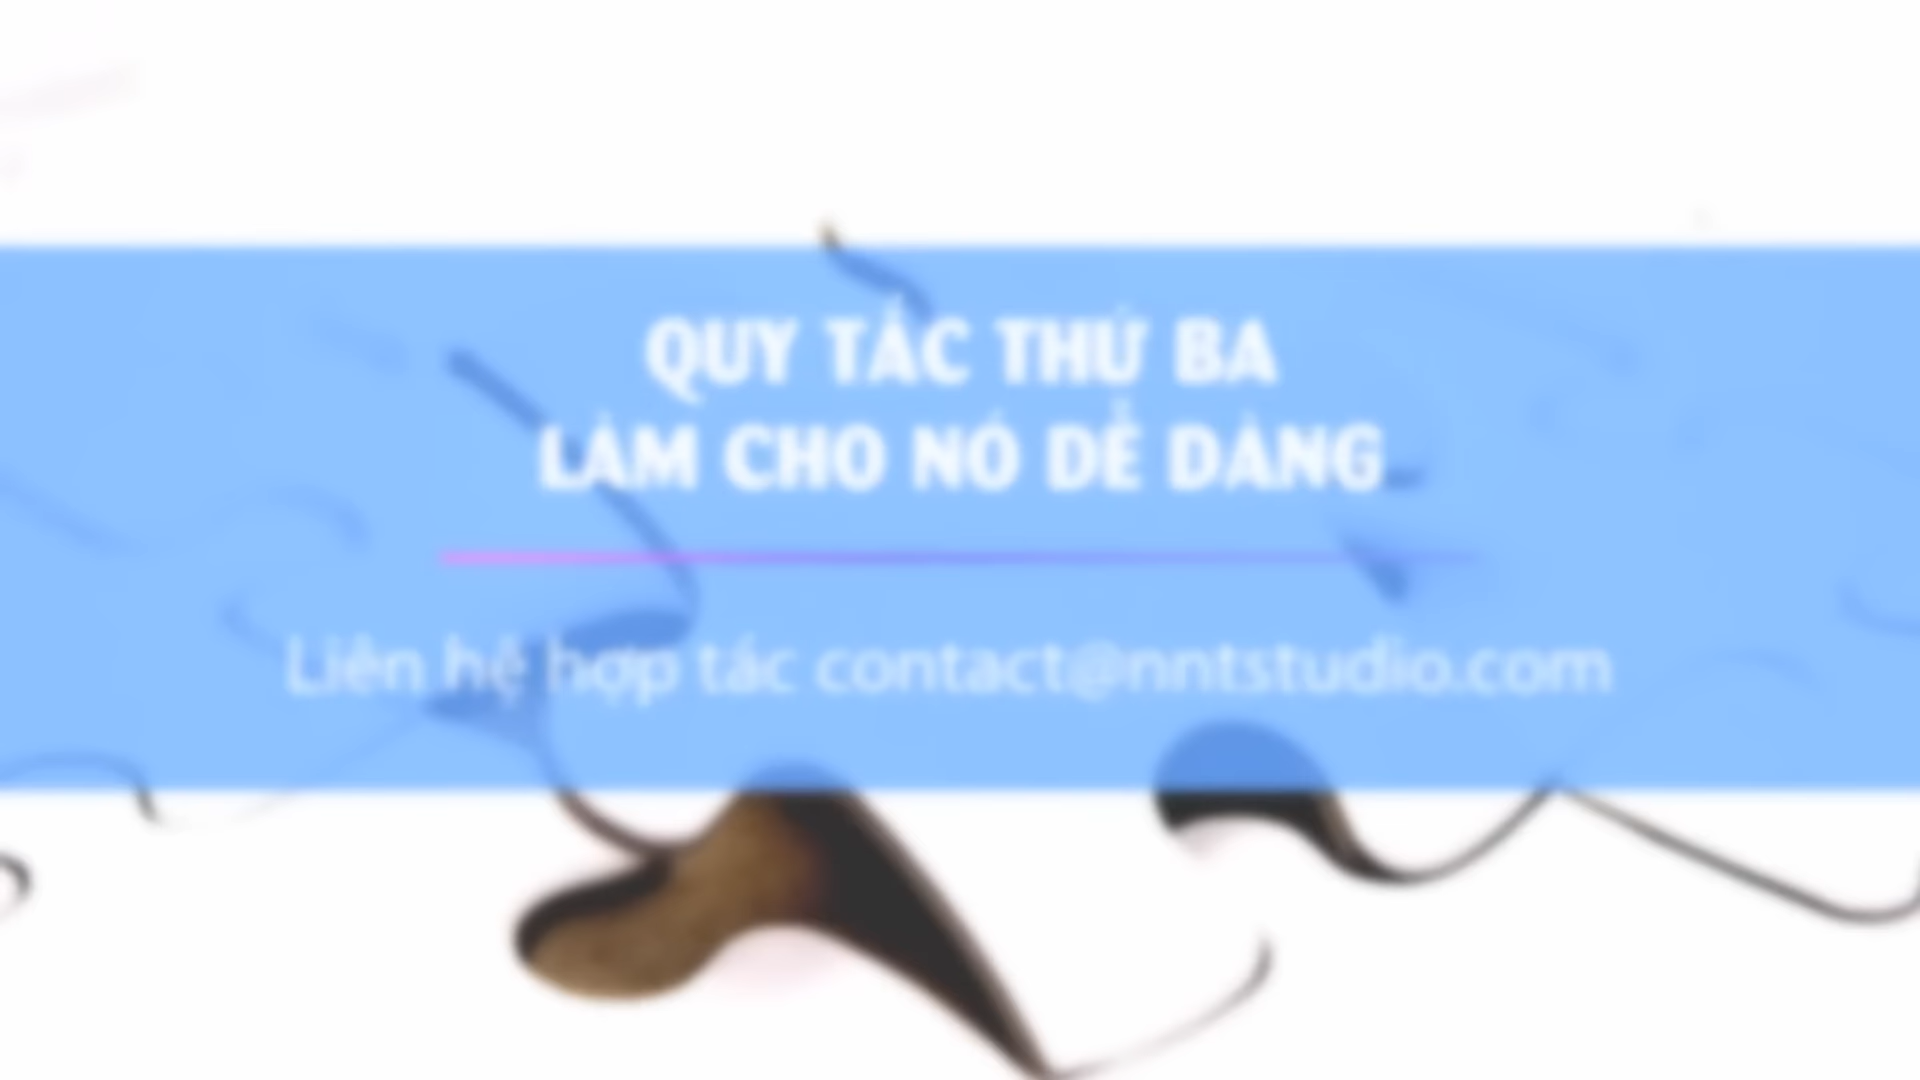 QUY TẮC THỨ BA
LÀM CHO NÓ DỄ DÀNG
Liên hệ hợp tác contact@nntstudio.com